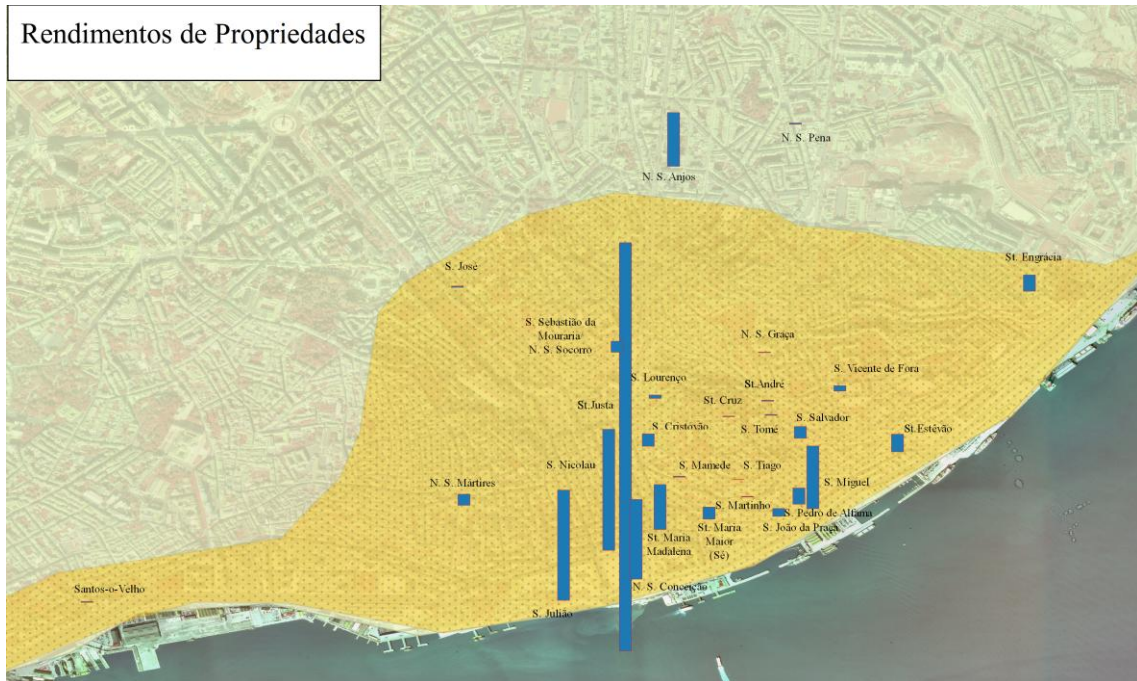 Rendimentos de Propriedades
N. S. Pena
N. S. Anjos
St. Engrácia
S. José
S. Sebastião da
Mouraria
N. S. Socorro
N. S. Graça
S. Vicente de Fora
S. Lourenço
St.André
St. Cruz
St.Justa
S. Salvador
S. Cristóvão
S. Tomé
St.Estêvão
S. Nicolau
S. Mamede
S. Tiago
N. S. Mártires
S. Miguel
S. Martinho
S. Pedro de Alfama
St. Maria
Madalena
St. Maria
Maior
(Sé)
S. João da Praça
N. S. Conceição
Santos-o-Velho
S. Julião